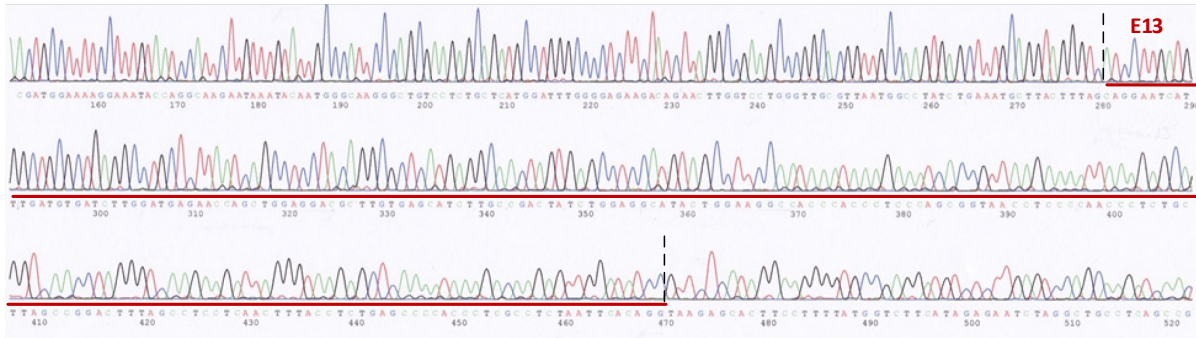 E13
CGATGGAAAAGGAAATACCAGGCAAGAATAAATACAATGGGCAAGGGCTGTCCTCTGCTCATGGATTTGGGGAGAAGACAGAACTTGGTCCTGGGTTGCGTTAATGGCCTATCTGAAATGCTTACTTTAGCAGGAATCAT
160 170 180 190 200 210 220 230 240 250 260 270 280 290
TTGATGTGATCTTGGATGAGAACCAGCTGGAGGACGCTTGTGAGCATCTTGCCGACTATCTGGAGGCATACTGGAAGGCCACCCACCCTCCCAGCGGTAACCTCCCCAACCCTCTGC
300 310 320 330 340 350 360 370 380 390 400
TTAGCCGGACTTTAGCCTCCTCAACTTTACCTCTGAGCCCCACCCTCGCCTCTAATTCACAGGTAAGAGCACTTCCTTTTATGGTCTTCATAGAGAATCTAGGCTGCCTCAGCCG
410 420 430 440 450 460 470 480 490 500 510 520